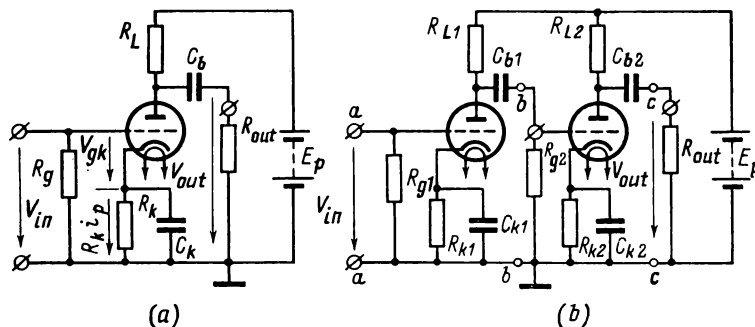 R_L
C_b
R_g
V_gk
V_in
R_k i_p
R_k
C_k
V_out
R_out
E_p
(a)
R_L1
R_L2
C_b1
C_b2
a
b
c
R_g1
R_g2
V_in
V_out
R_out
R_k1
C_k1
R_k2
C_k2
a
b
c
(b)